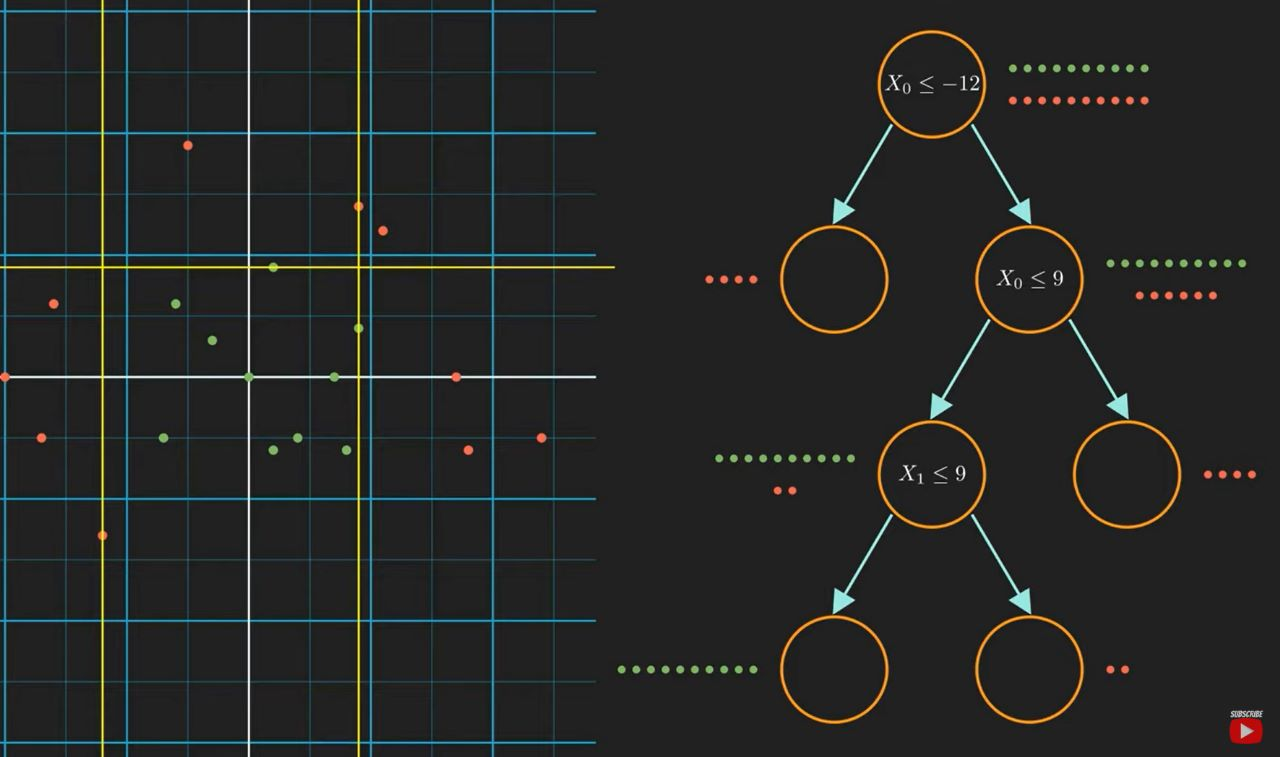 X₀ ≤ −12
X₀ ≤ 9
X₁ ≤ 9
SUBSCRIBE